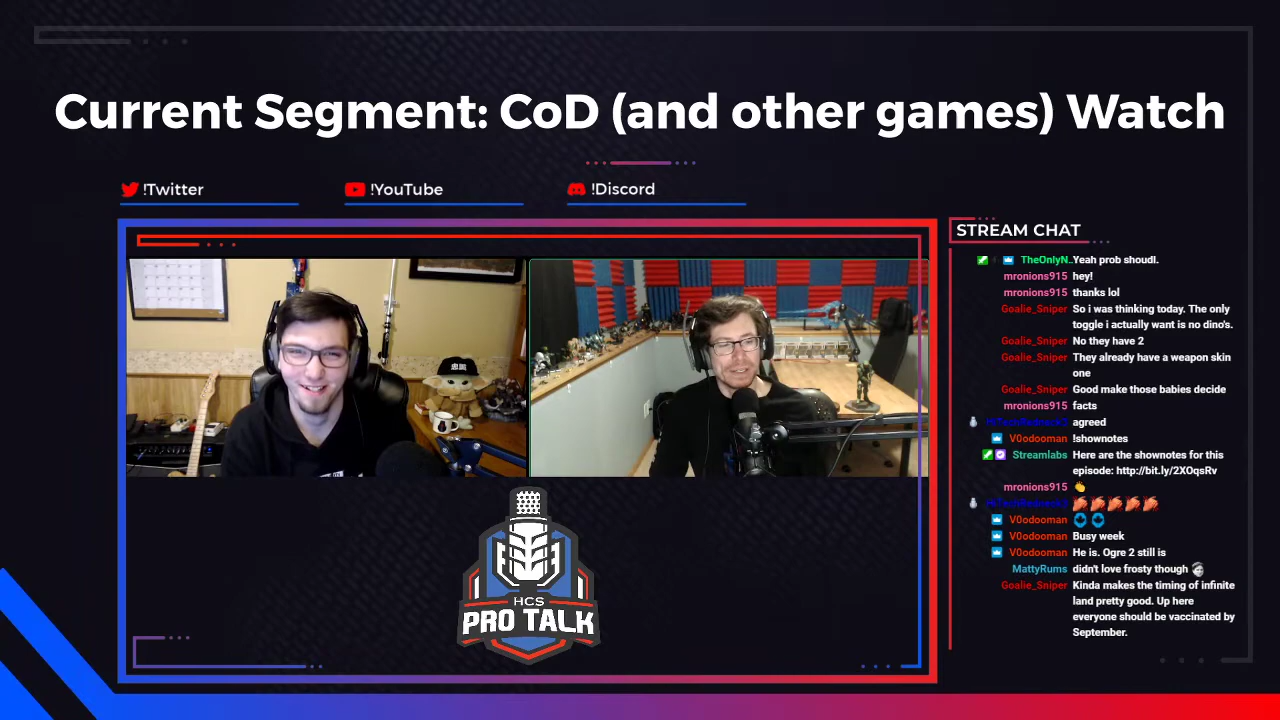 Current Segment: CoD (and other games) Watch
!Twitter
!YouTube
!Discord
STREAM CHAT
TheOnlyN.. Yeah prob shoudl.
mronions915 hey!
mronions915 thanks lol
Goalie_Sniper So i was thinking today. The only
toggle i actually want is no dino's.
Goalie_Sniper No they have 2
Goalie_Sniper They already have a weapon skin
one
Goalie_Sniper Good make those babies decide
mronions915 facts
agreed
V0odooman !shownotes
Streamlabs Here are the shownotes for this
episode: http://bit.ly/2XOqsRv
mronions915
V0odooman
V0odooman Busy week
V0odooman He is. Ogre 2 still is
MattyRums didn't love frosty though
Goalie_Sniper Kinda makes the timing of infinite
land pretty good. Up here
everyone should be vaccinated by
September.
HCS
PRO TALK